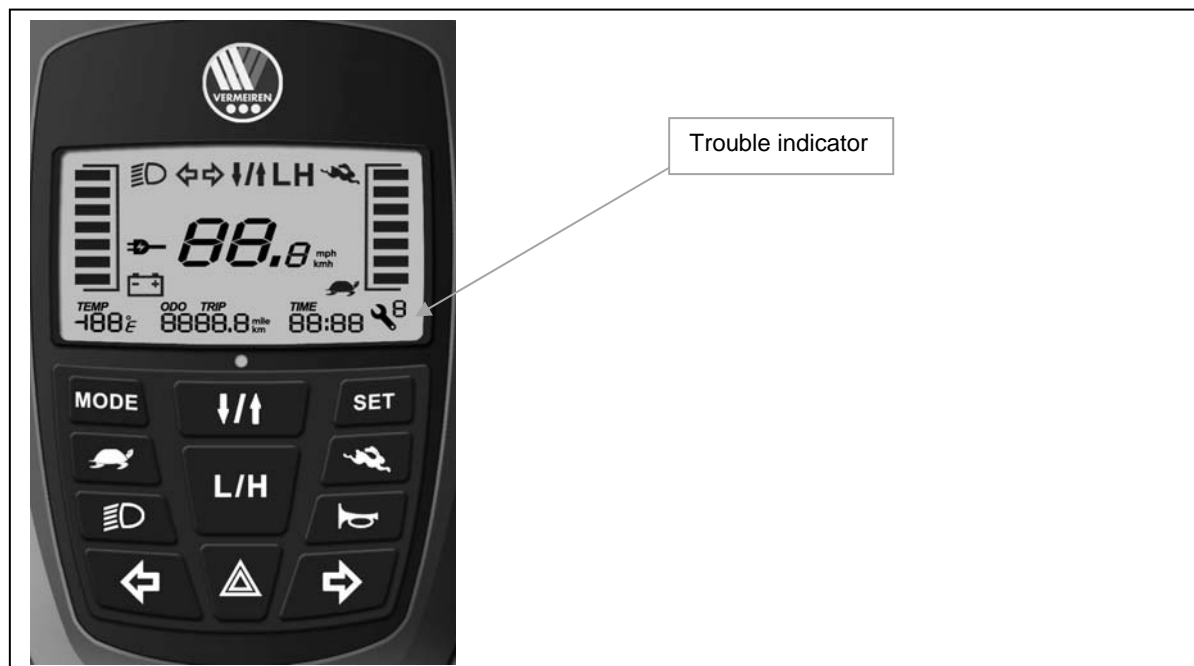 VERMEIREN
Trouble indicator
LH
88.8 mph
kmh
TEMP ODO TRIP TIME
-188°E 8888.8 mile
km 88:88 8
MODE ↓/↑ SET
L/H